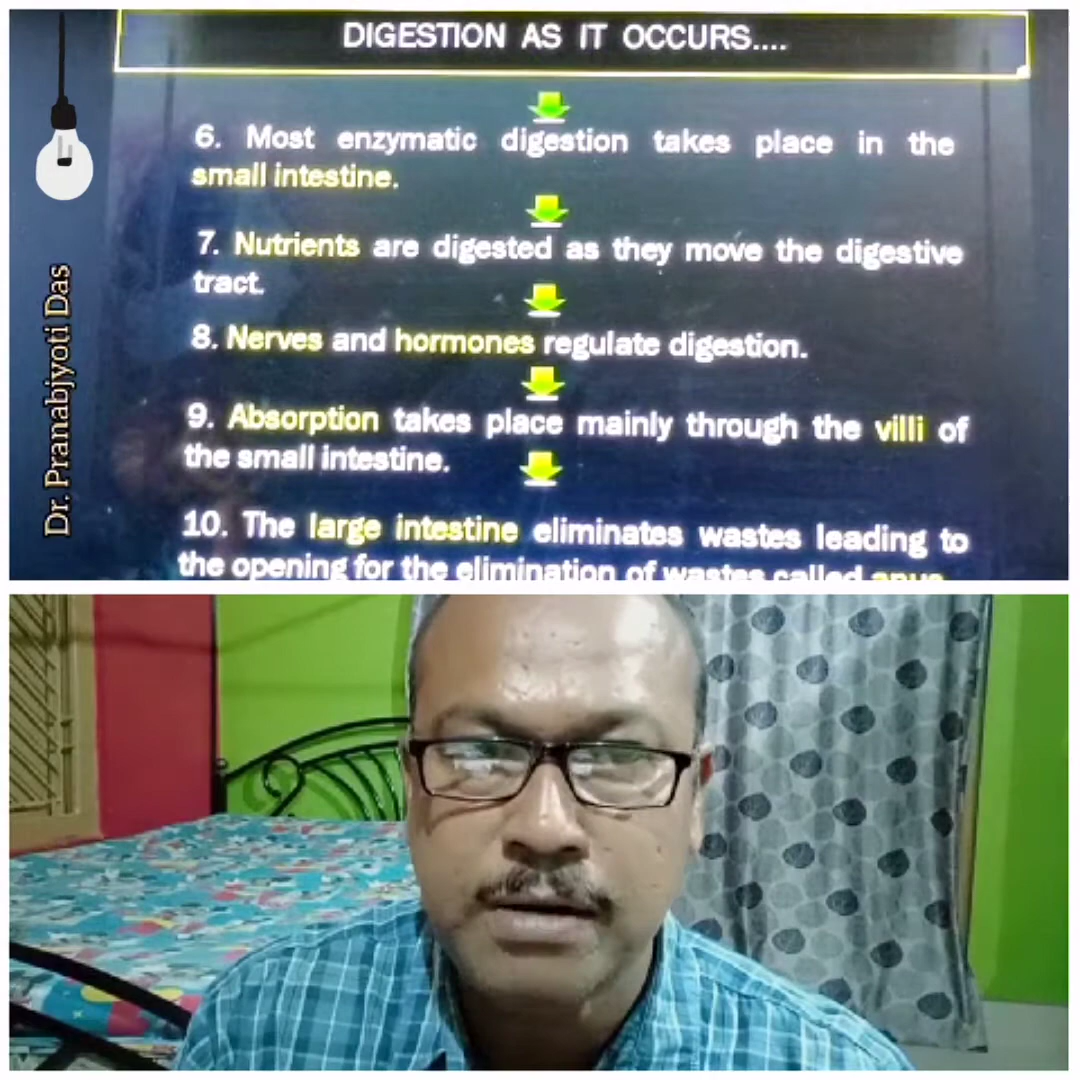 DIGESTION AS IT OCCURS....
6. Most enzymatic digestion takes place in the
small intestine.
7. Nutrients are digested as they move the digestive
tract.
8. Nerves and hormones regulate digestion.
9. Absorption takes place mainly through the villi of
the small intestine.
10. The large intestine eliminates wastes leading to
the opening for the elimination of wastes called anus
Dr. Pranabjyoti Das